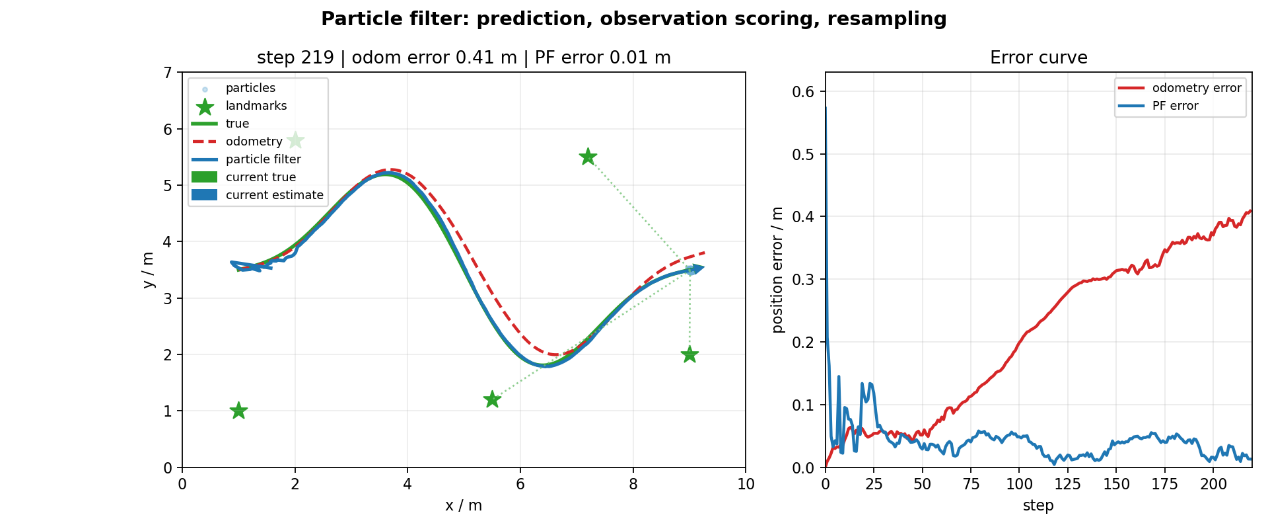 Particle filter: prediction, observation scoring, resampling
step 219 | odom error 0.41 m | PF error 0.01 m
particles
landmarks
true
odometry
particle filter
current true
current estimate
7
6
5
4
3
2
1
0
y / m
0
2
4
6
8
10
x / m
Error curve
odometry error
PF error
0.6
0.5
0.4
0.3
0.2
0.1
0.0
position error / m
0
25
50
75
100
125
150
175
200
step